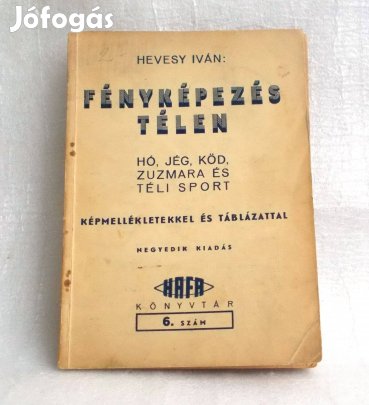 Jófogás
HEVESY IVÁN:
FÉNYKÉPEZÉS
TÉLEN
HÓ, JÉG, KÖD,
ZUZMARA ÉS
TÉLI SPORT
KÉPMELLÉKLETEKKEL ÉS TÁBLÁZATTAL
NEGYEDIK KIADÁS
HAFA
KÖNYVTÁR
6. SZÁM